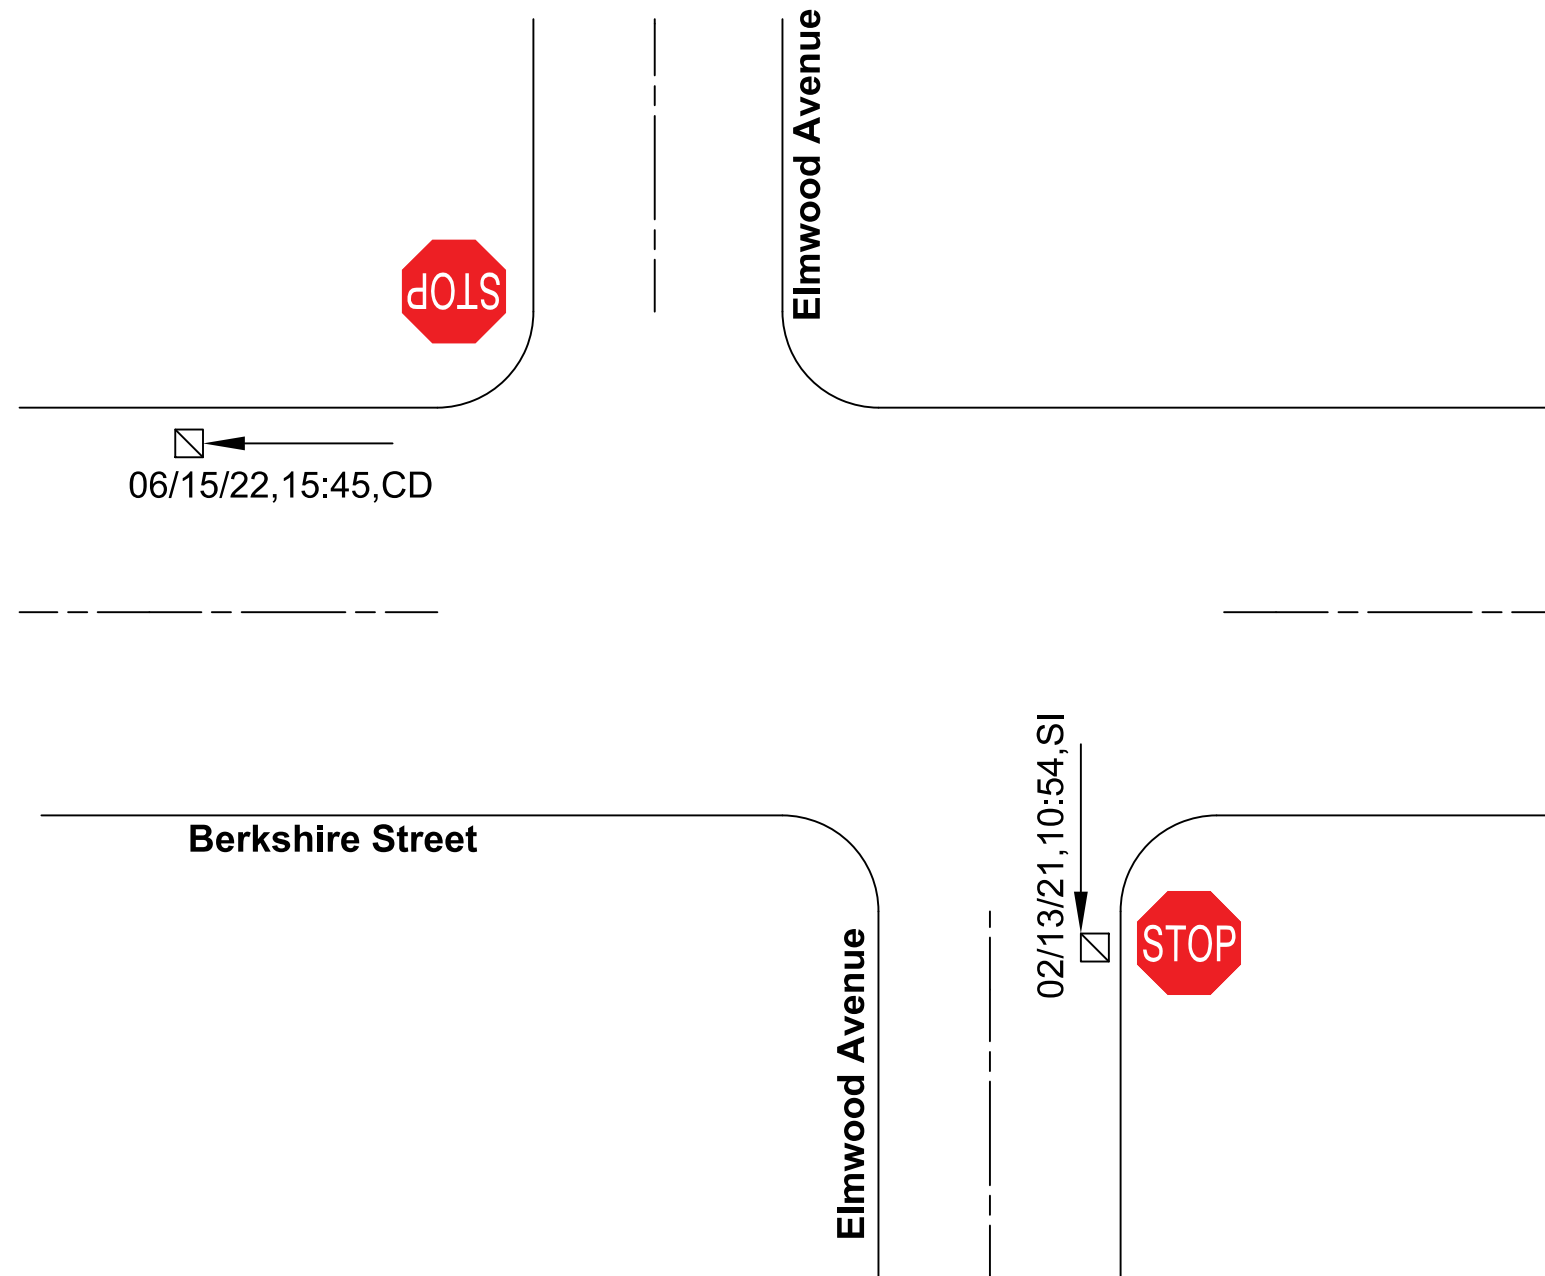 Elmwood Avenue
STOP
06/15/22,15:45,CD
02/13/21,10:54,SI
Berkshire Street
STOP
Elmwood Avenue